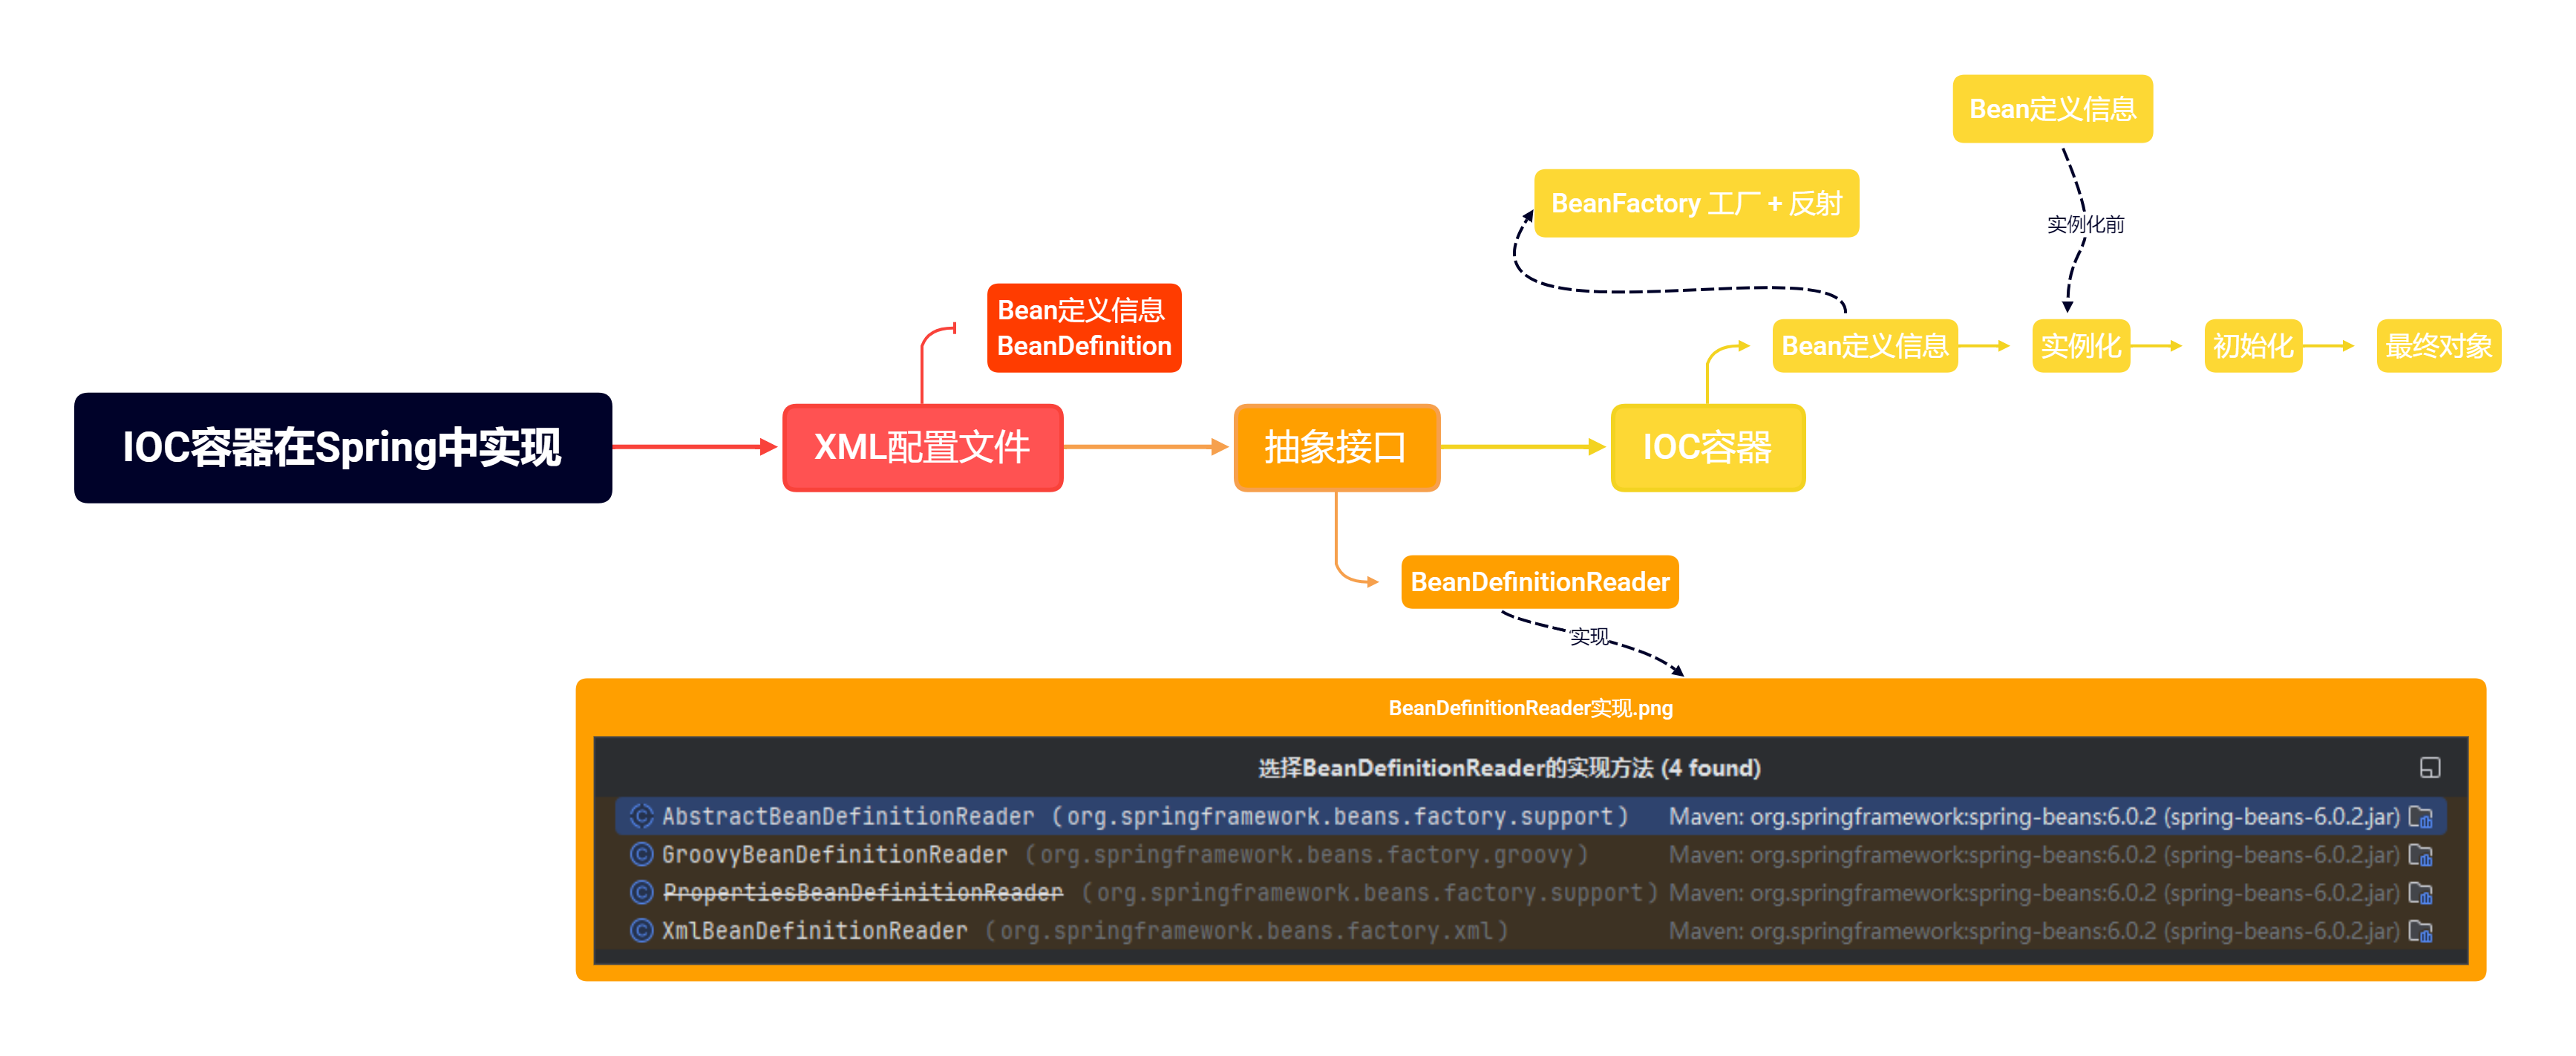 Bean定义信息
BeanFactory 工厂 + 反射
实例化前
Bean定义信息
BeanDefinition
Bean定义信息
实例化
初始化
最终对象
IOC容器在Spring中实现
XML配置文件
抽象接口
IOC容器
BeanDefinitionReader
实现
BeanDefinitionReader实现.png
选择BeanDefinitionReader的实现方法 (4 found)
AbstractBeanDefinitionReader (org.springframework.beans.factory.support) Maven: org.springframework:spring-beans:6.0.2 (spring-beans-6.0.2.jar)
GroovyBeanDefinitionReader (org.springframework.beans.factory.groovy) Maven: org.springframework:spring-beans:6.0.2 (spring-beans-6.0.2.jar)
PropertiesBeanDefinitionReader (org.springframework.beans.factory.support) Maven: org.springframework:spring-beans:6.0.2 (spring-beans-6.0.2.jar)
XmlBeanDefinitionReader (org.springframework.beans.factory.xml) Maven: org.springframework:spring-beans:6.0.2 (spring-beans-6.0.2.jar)